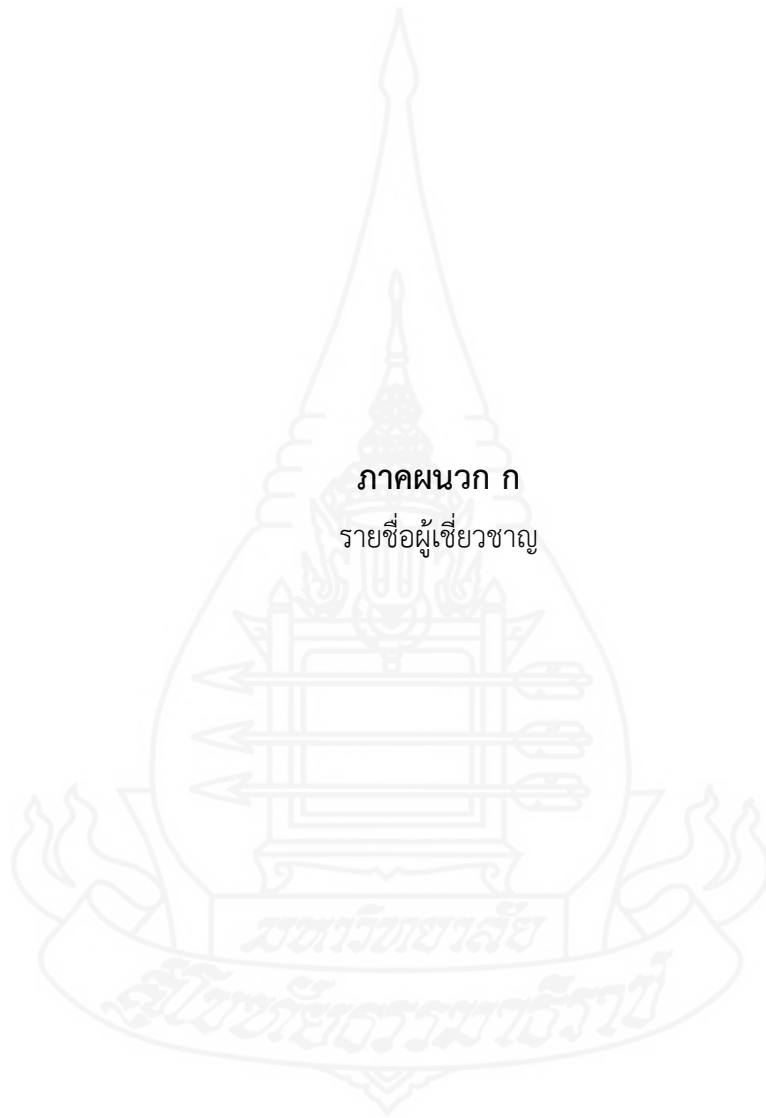 ภาคผนวก ก
รายชื่อผู้เชี่ยวชาญ
มหาวิทยาลัย
สุโขทัยธรรมาธิราช